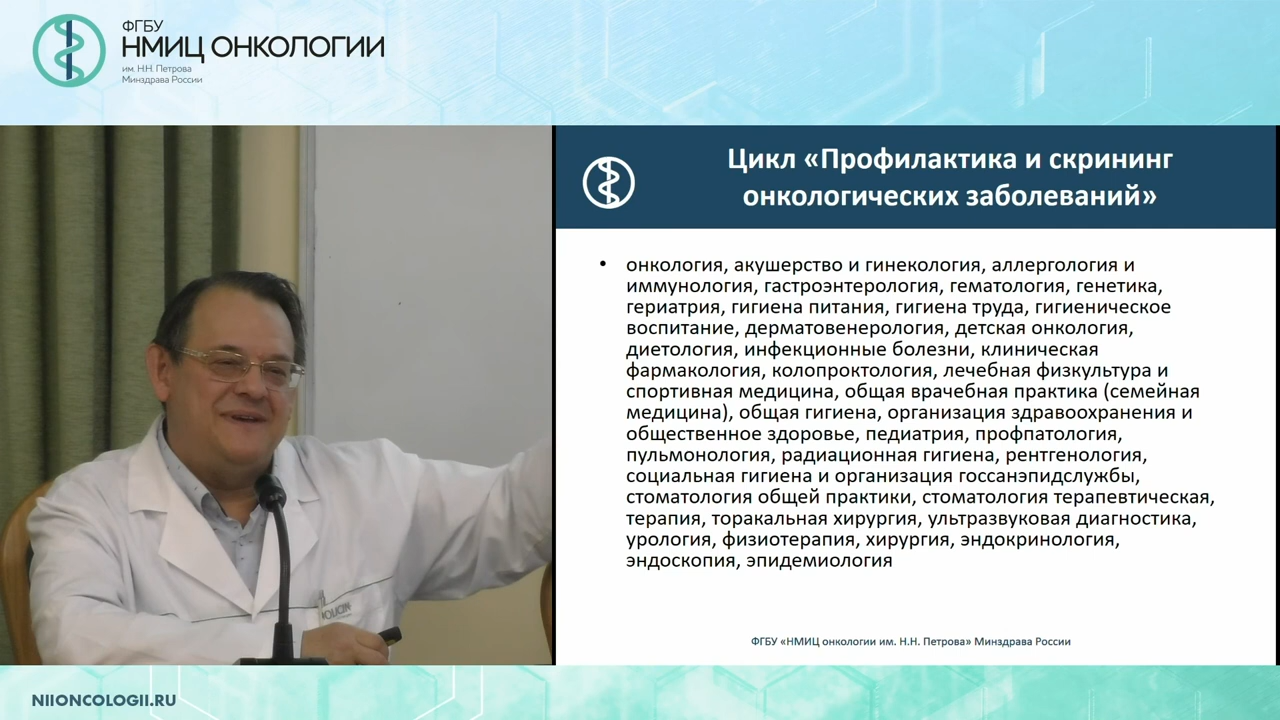 ФГБУ
НМИЦ ОНКОЛОГИИ
им. Н.Н. Петрова
Минздрава России
Цикл «Профилактика и скрининг
онкологических заболеваний»
• онкология, акушерство и гинекология, аллергология и
иммунология, гастроэнтерология, гематология, генетика,
гериатрия, гигиена питания, гигиена труда, гигиеническое
воспитание, дерматовенерология, детская онкология,
диетология, инфекционные болезни, клиническая
фармакология, колопроктология, лечебная физкультура и
спортивная медицина, общая врачебная практика (семейная
медицина), общая гигиена, организация здравоохранения и
общественное здоровье, педиатрия, профпатология,
пульмонология, радиационная гигиена, рентгенология,
социальная гигиена и организация госсанэпидслужбы,
стоматология общей практики, стоматология терапевтическая,
терапия, торакальная хирургия, ультразвуковая диагностика,
урология, физиотерапия, хирургия, эндокринология,
эндоскопия, эпидемиология
ФГБУ «НМИЦ онкологии им. Н.Н. Петрова» Минздрава России
NIIONCOLOGII.RU